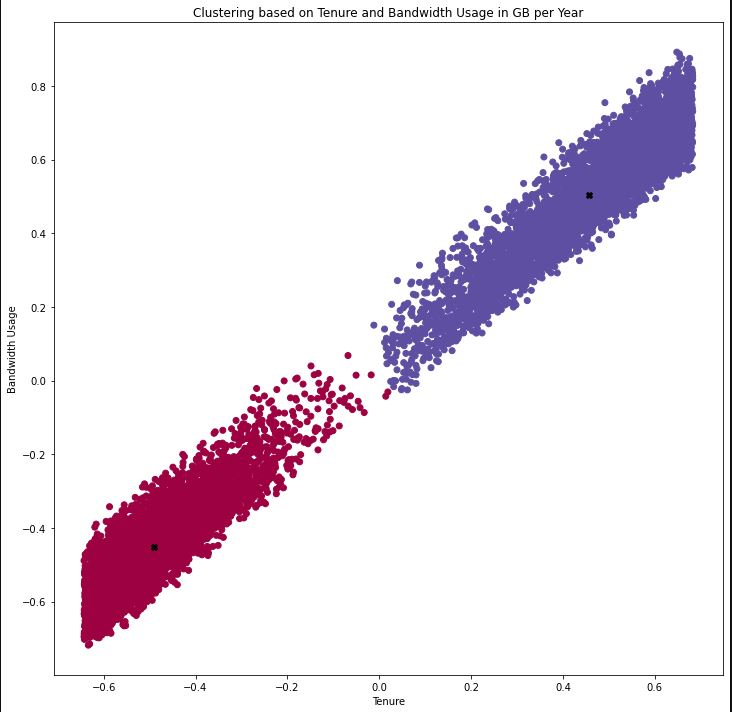 Clustering based on Tenure and Bandwidth Usage in GB per Year
Bandwidth Usage
0.8
0.6
0.4
0.2
0.0
−0.2
−0.4
−0.6
−0.6 −0.4 −0.2 0.0 0.2 0.4 0.6
Tenure